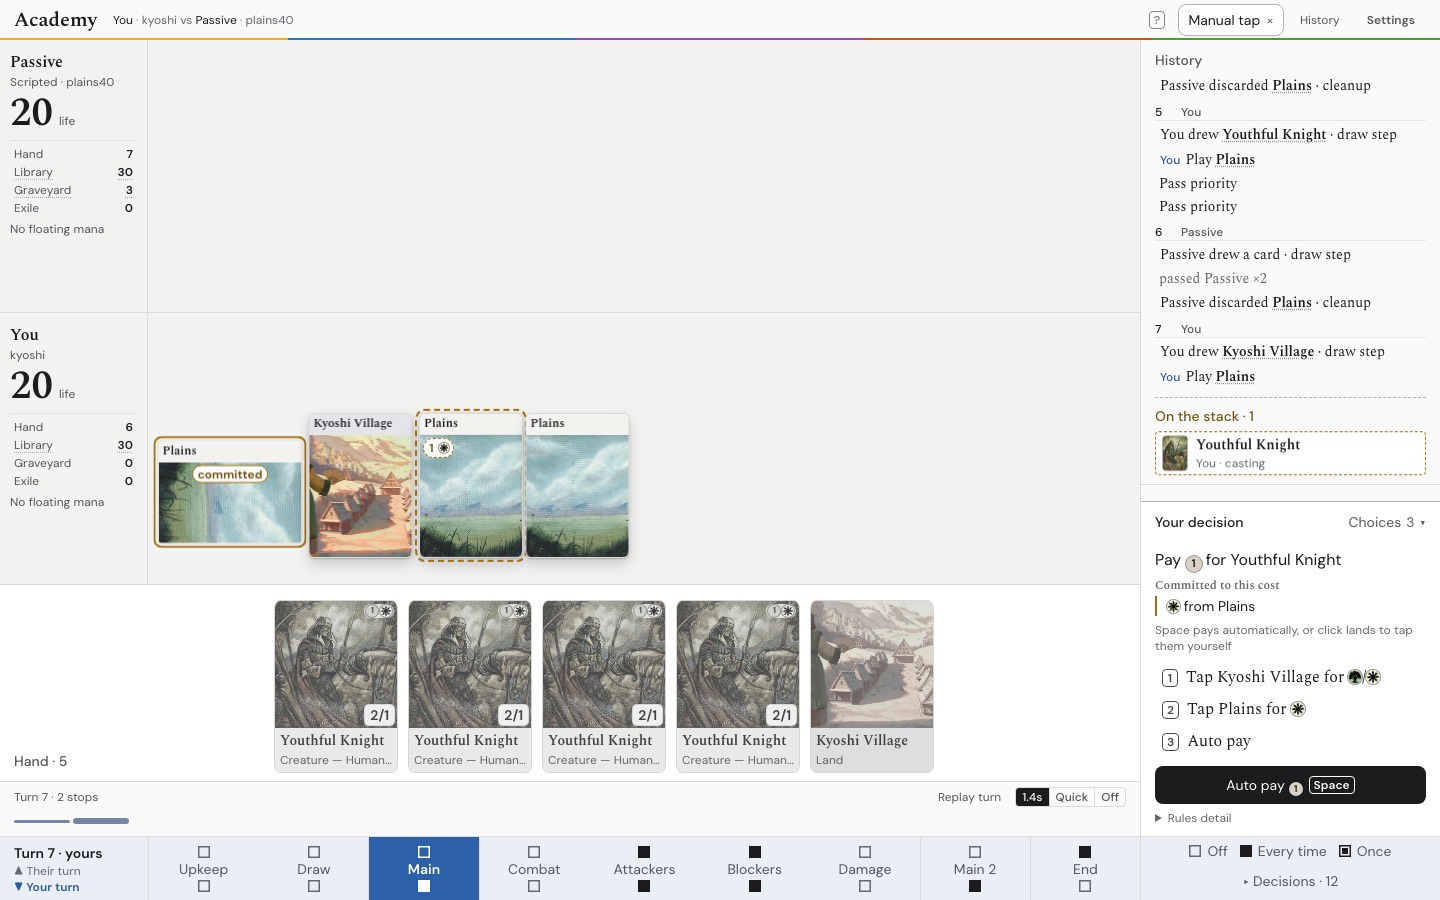 Academy
You · kyoshi vs Passive · plains40
?
Manual tap ×
History
Settings
Passive
Scripted · plains40
20 life
Hand 7
Library 30
Graveyard 3
Exile 0
No floating mana
You
kyoshi
20 life
Hand 6
Library 30
Graveyard 0
Exile 0
No floating mana
Plains
committed
Kyoshi Village
Plains
1
Plains
History
Passive discarded Plains · cleanup
5 You
You drew Youthful Knight · draw step
You Play Plains
Pass priority
Pass priority
6 Passive
Passive drew a card · draw step
passed Passive ×2
Passive discarded Plains · cleanup
7 You
You drew Kyoshi Village · draw step
You Play Plains
On the stack · 1
Youthful Knight
You · casting
Your decision
Choices 3 ▾
Pay 1 for Youthful Knight
Committed to this cost
from Plains
Space pays automatically, or click lands to tap
them yourself
1 Tap Kyoshi Village for /
2 Tap Plains for
3 Auto pay
Auto pay 1 Space
▶ Rules detail
Hand · 5
1
2/1
Youthful Knight
Creature — Human...
1
2/1
Youthful Knight
Creature — Human...
1
2/1
Youthful Knight
Creature — Human...
1
2/1
Youthful Knight
Creature — Human...
Kyoshi Village
Land
Turn 7 · 2 stops
Replay turn
1.4s Quick Off
Turn 7 · yours
▲ Their turn
▼ Your turn
Upkeep
Draw
Main
Combat
Attackers
Blockers
Damage
Main 2
End
Off Every time Once
▸ Decisions · 12